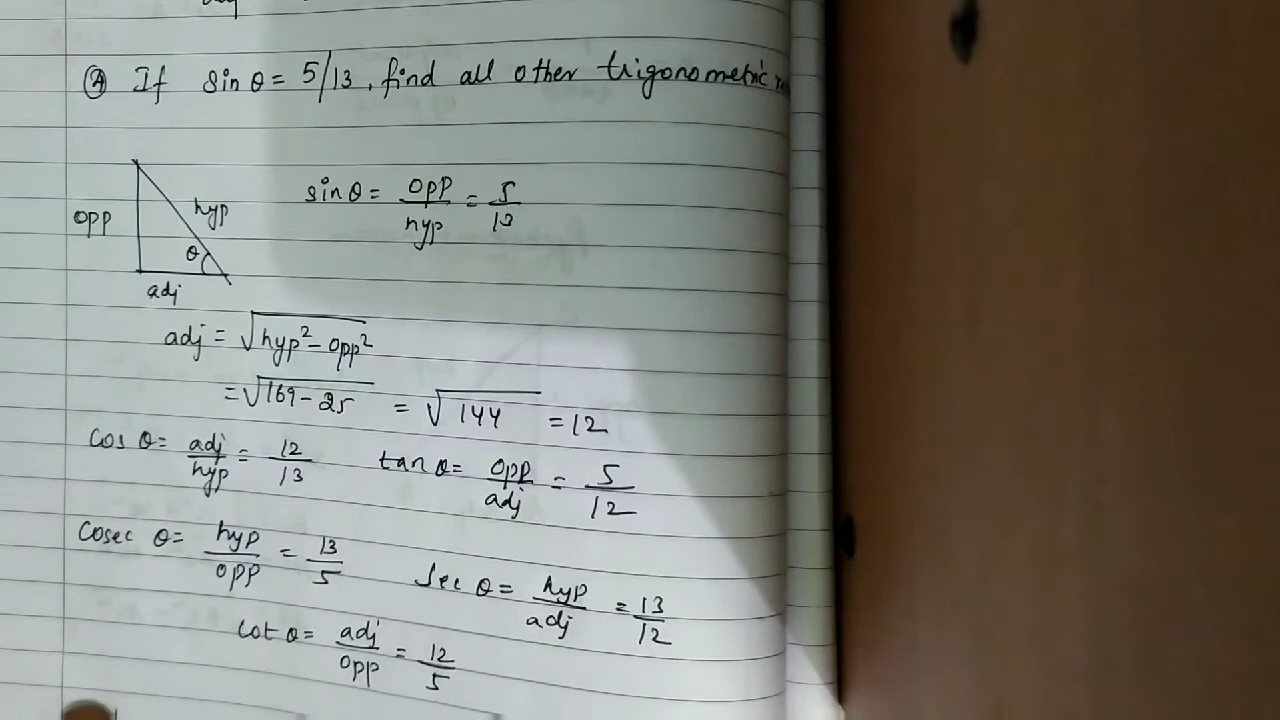 ④ If sin θ = 5/13, find all other trigonometric
opp
hyp
θ
adj
sin θ = opp/hyp = 5/13
adj = √hyp² - opp²
= √169 - 25 = √144 = 12
Cos θ = adj/hyp = 12/13 tan θ = opp/adj = 5/12
Cosec θ = hyp/opp = 13/5 Sec θ = hyp/adj = 13/12
Cot θ = adj/opp = 12/5